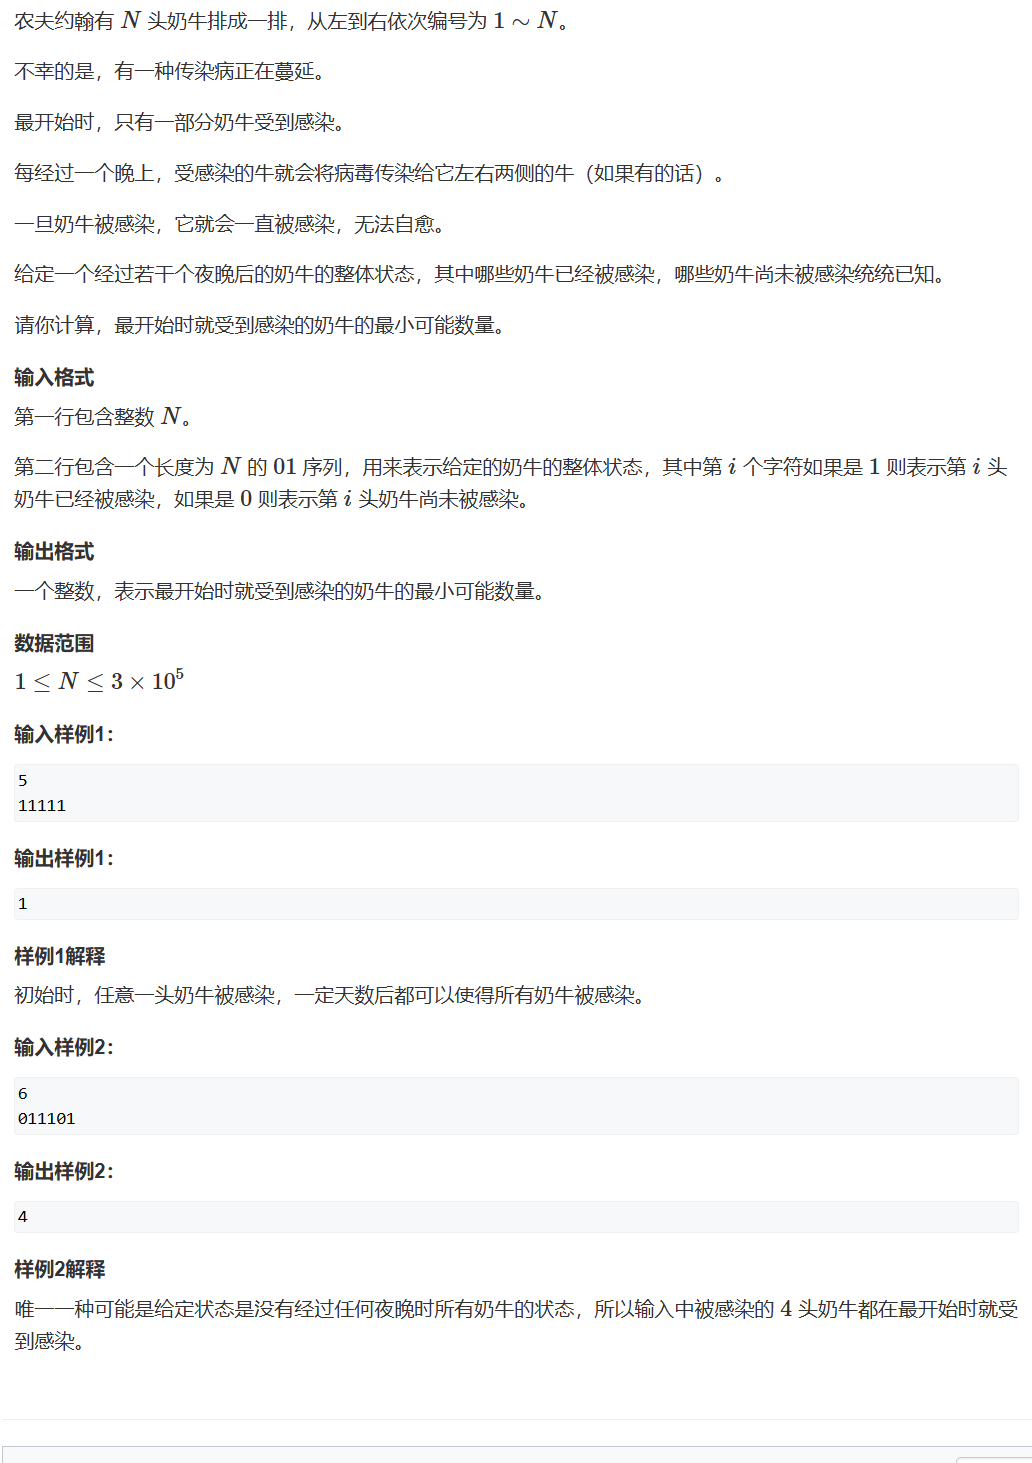 农夫约翰有 N 头奶牛排成一排，从左到右依次编号为 1 ∼ N。
不幸的是，有一种传染病正在蔓延。
最开始时，只有一部分奶牛受到感染。
每经过一个晚上，受感染的牛就会将病毒传染给它左右两侧的牛（如果有的话）。
一旦奶牛被感染，它就会一直被感染，无法自愈。
给定一个经过若干个夜晚后的奶牛的整体状态，其中哪些奶牛已经被感染，哪些奶牛尚未被感染统统已知。
请你计算，最开始时就受到感染的奶牛的最小可能数量。
输入格式
第一行包含整数 N。
第二行包含一个长度为 N 的 01 序列，用来表示给定的奶牛的整体状态，其中第 i 个字符如果是 1 则表示第 i 头
奶牛已经被感染，如果是 0 则表示第 i 头奶牛尚未被感染。
输出格式
一个整数，表示最开始时就受到感染的奶牛的最小可能数量。
数据范围
1 ≤ N ≤ 3 × 10⁵
输入样例1：
5
11111
输出样例1：
1
样例1解释
初始时，任意一头奶牛被感染，一定天数后都可以使得所有奶牛被感染。
输入样例2：
6
011101
输出样例2：
4
样例2解释
唯一一种可能是给定状态是没有经过任何夜晚时所有奶牛的状态，所以输入中被感染的 4 头奶牛都在最开始时就受
到感染。